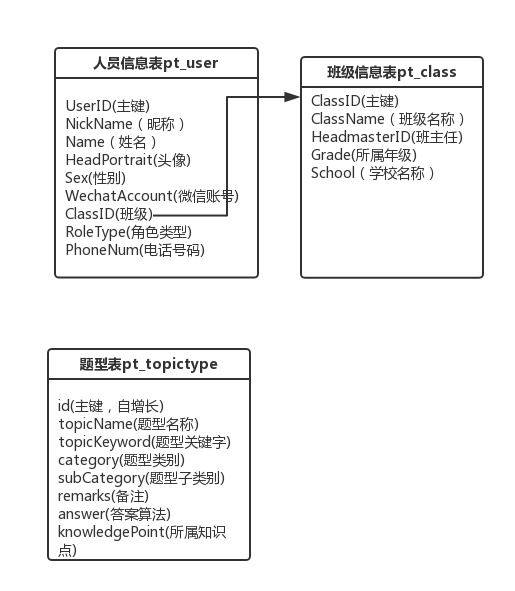 人员信息表pt_user
UserID(主键)
NickName（昵称）
Name（姓名）
HeadPortrait(头像)
Sex(性别)
WechatAccount(微信账号)
ClassID(班级)
RoleType(角色类型)
PhoneNum(电话号码)
班级信息表pt_class
ClassID(主键)
ClassName（班级名称）
HeadmasterID(班主任)
Grade(所属年级)
School（学校名称）
题型表pt_topictype
id(主键，自增长)
topicName(题型名称)
topicKeyword(题型关键字)
category(题型类别)
subCategory(题型子类别)
remarks(备注)
answer(答案算法)
knowledgePoint(所属知识
点)